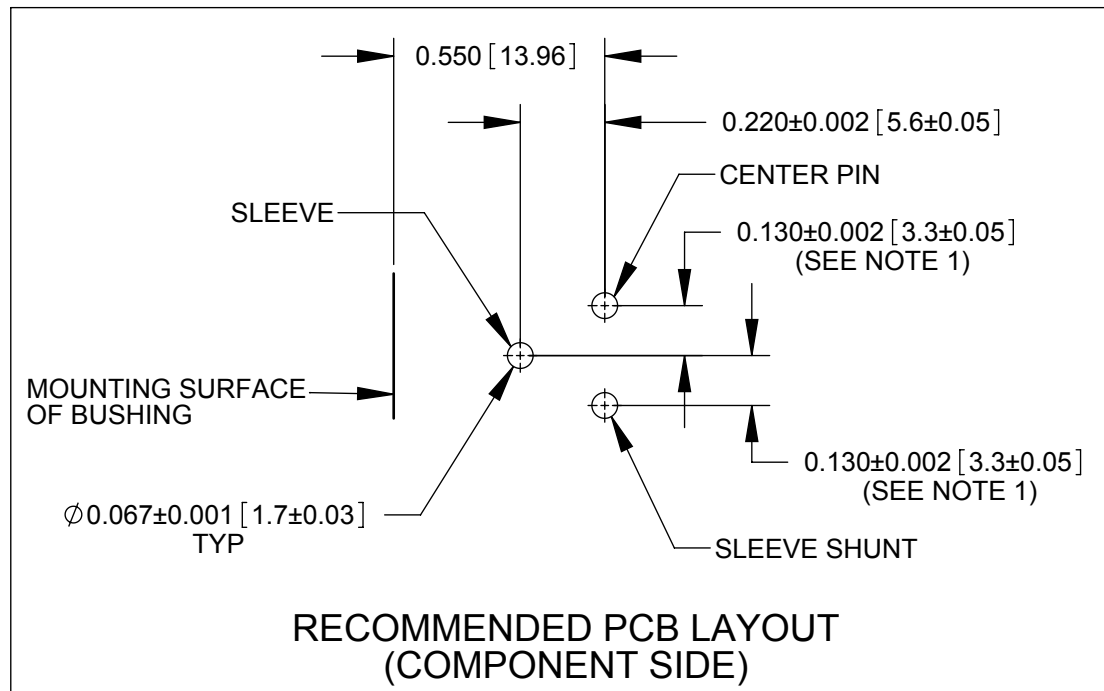 0.550 [13.96]
0.220±0.002 [5.6±0.05]
CENTER PIN
SLEEVE
0.130±0.002 [3.3±0.05]
(SEE NOTE 1)
MOUNTING SURFACE
OF BUSHING
0.130±0.002 [3.3±0.05]
(SEE NOTE 1)
∅0.067±0.001 [1.7±0.03]
TYP
SLEEVE SHUNT
RECOMMENDED PCB LAYOUT
(COMPONENT SIDE)